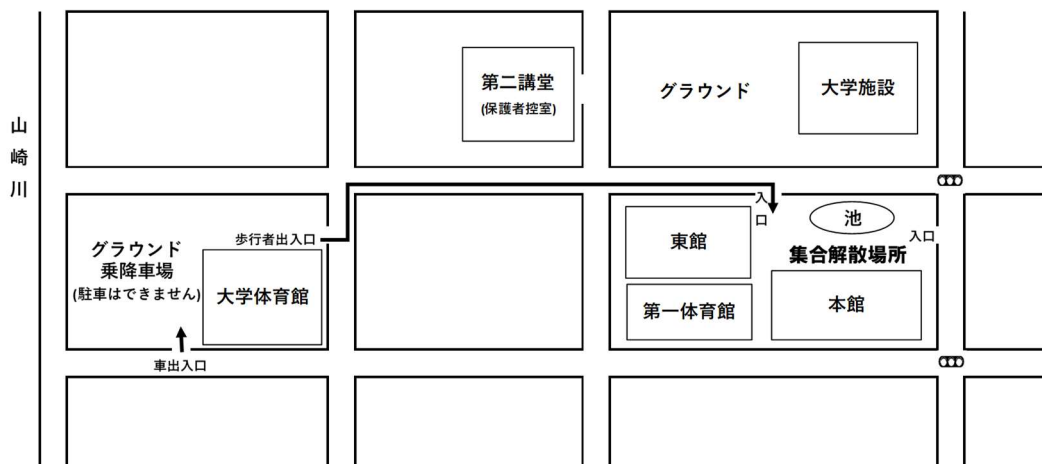 山崎川
第二講堂
(保護者控室)
グラウンド
大学施設
歩行者出入口
グラウンド
乗降車場
(駐車はできません)
大学体育館
車出入口
東館
入口
池
入口
集合解散場所
第一体育館
本館